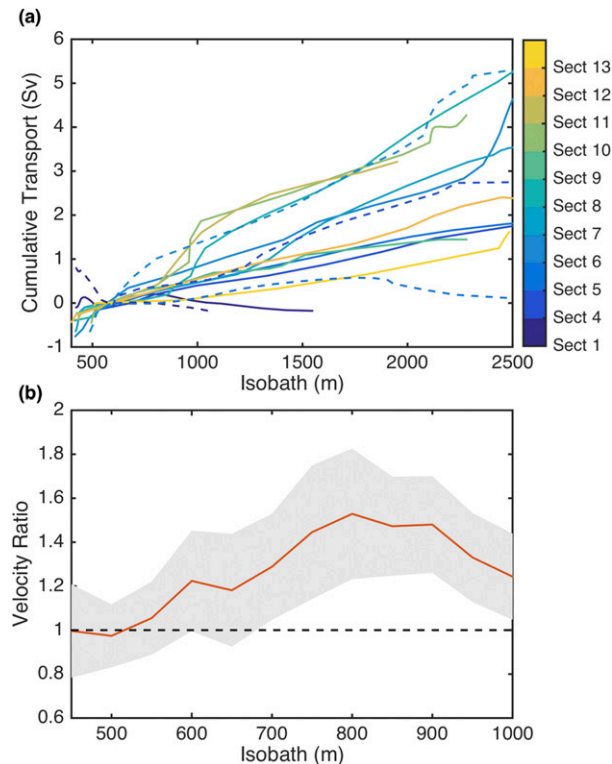 (a)
6
5
4
3
2
1
0
-1
Cumulative Transport (Sv)
500 1000 1500 2000 2500
Isobath (m)
Sect 13
Sect 12
Sect 11
Sect 10
Sect 9
Sect 8
Sect 7
Sect 6
Sect 5
Sect 4
Sect 1
(b)
2
1.8
1.6
1.4
1.2
1
0.8
0.6
Velocity Ratio
500 600 700 800 900 1000
Isobath (m)